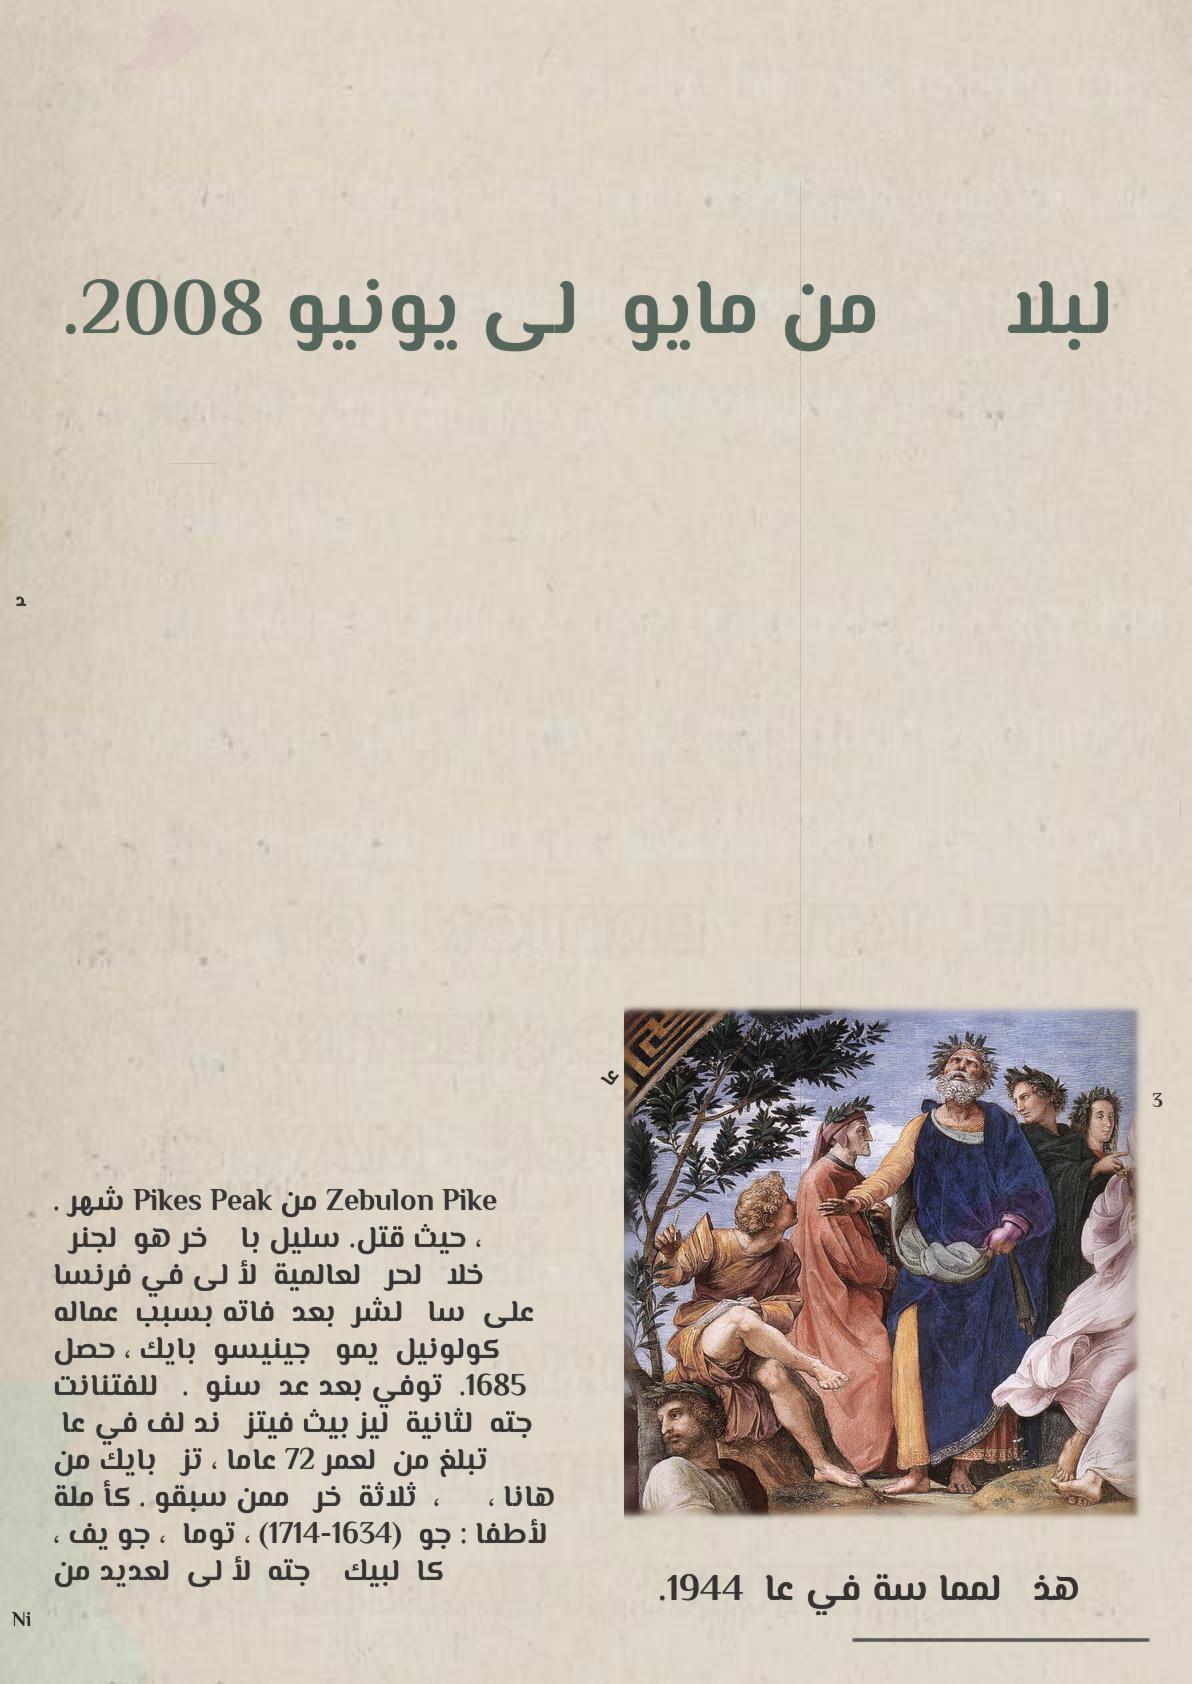 لبلا من مايو لى يونيو 2008.
د
عا
3
Zebulon Pike من Pikes Peak شهر .
، حيث قتل. سليل با خر هو لجنر
خلا لحر لعالمية لأ لى في فرنسا
على سا لشر بعد فاته بسبب عماله
كولونيل يمو جينيسو بايك ، حصل
1685. توفي بعد عد سنو . للفتنانت
جته لثانية ليز بيث فيتز ند لف في عا
تبلغ من لعمر 72 عاما ، تز بايك من
هانا ، ، ثلاثة خر ممن سبقو . كأ ملة
لأطفا : جو (1634-1714) ، توما ، جو يف ،
كا لبيك جته لأ لى لعديد من
هذ لمما سة في عا 1944.
Ni